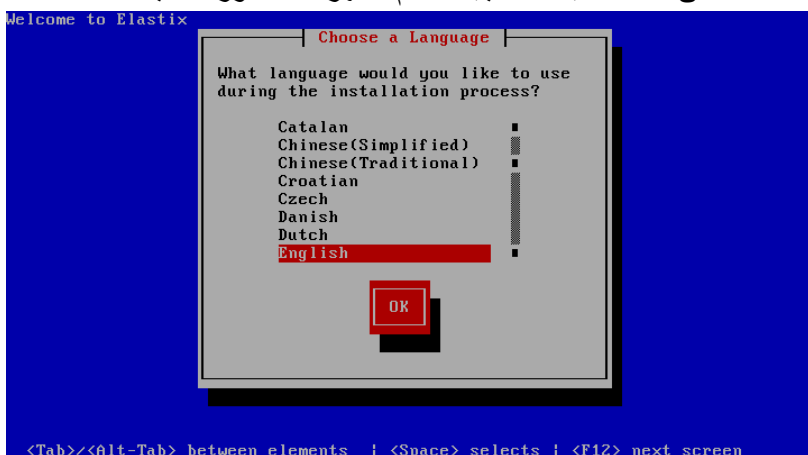 Welcome to Elastix
Choose a Language
What language would you like to use
during the installation process?
Catalan
Chinese(Simplified)
Chinese(Traditional)
Croatian
Czech
Danish
Dutch
English
OK
<Tab>/<Alt-Tab> between elements | <Space> selects | <F12> next screen